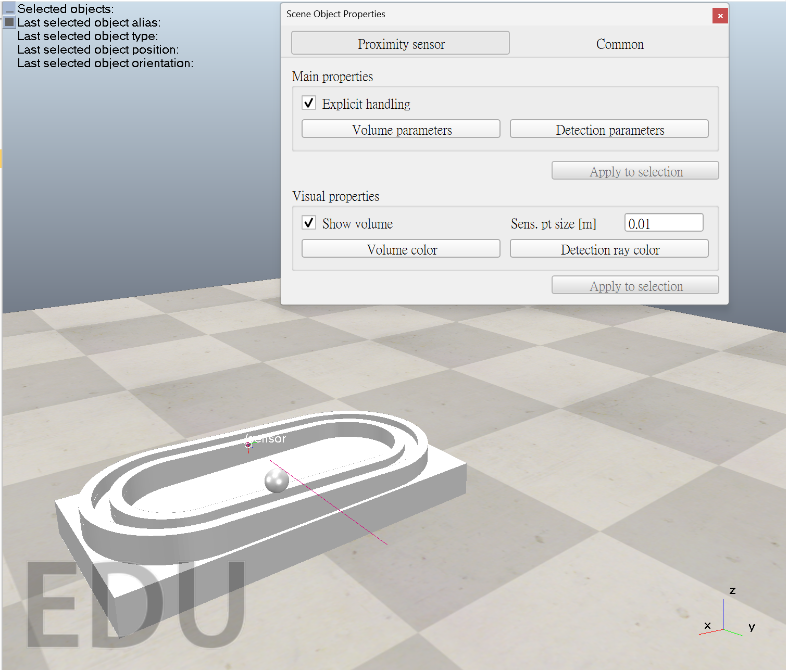 Selected objects:
Last selected object alias:
Last selected object type:
Last selected object position:
Last selected object orientation:
Scene Object Properties
Proximity sensor Common
Main properties
Explicit handling
Volume parameters Detection parameters
Apply to selection
Visual properties
Show volume Sens. pt size [m] 0.01
Volume color Detection ray color
Apply to selection
/sensor
EDU
z
x y